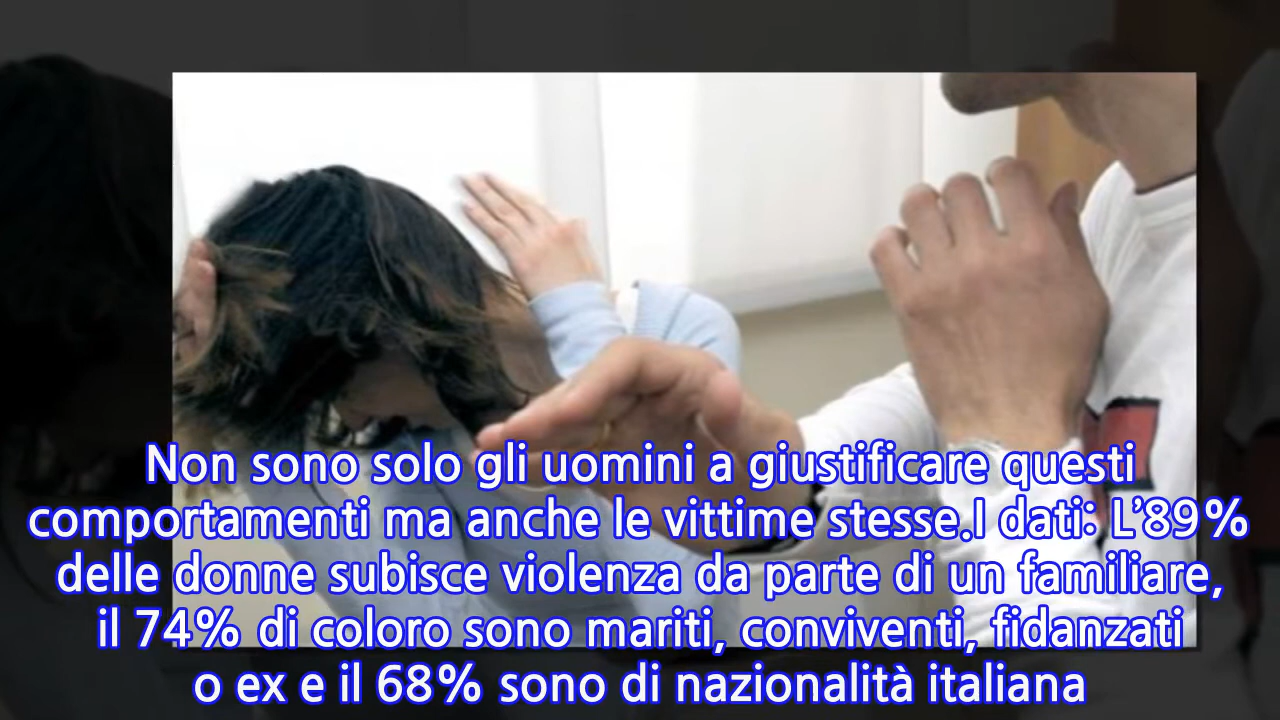 Non sono solo gli uomini a giustificare questi
comportamenti ma anche le vittime stesse.I dati: L'89%
delle donne subisce violenza da parte di un familiare,
il 74% di coloro sono mariti, conviventi, fidanzati
o ex e il 68% sono di nazionalità italiana